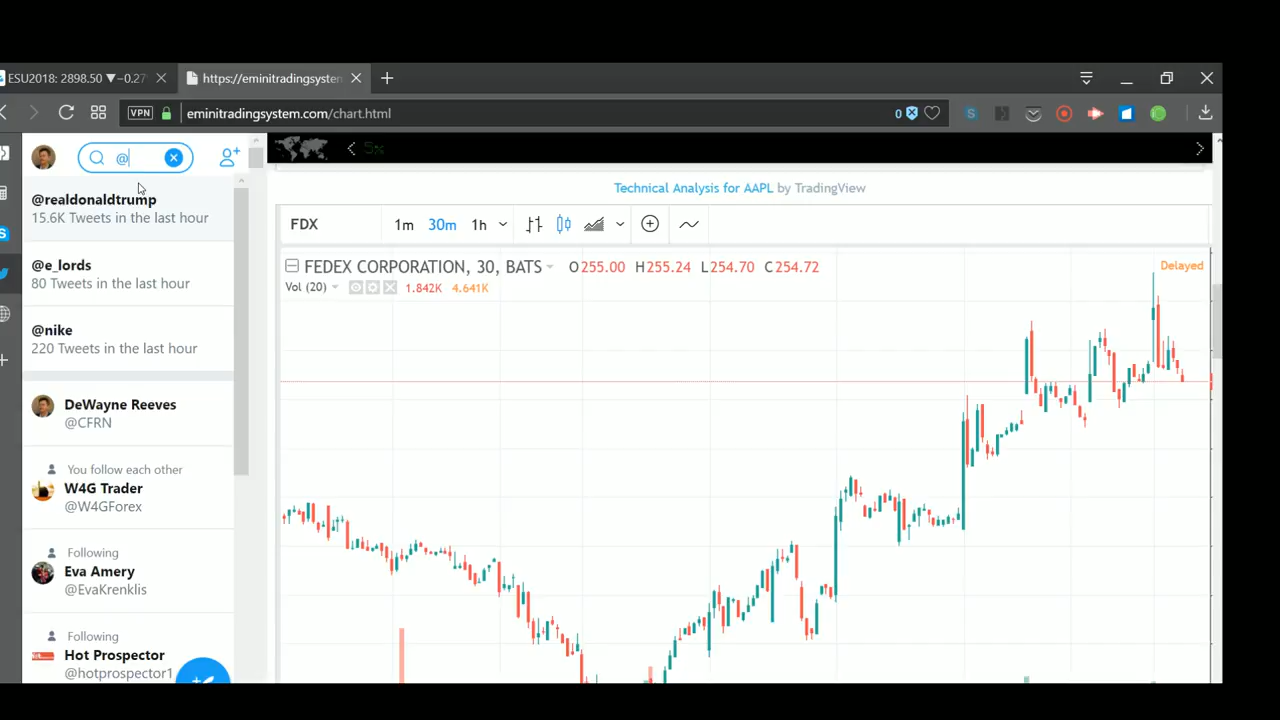 ESU2018: 2898.50 ▼−0.27
https://eminitradingsysten
VPN
eminitradingsystem.com/chart.html
0
@
@realdonaldtrump
15.6K Tweets in the last hour
@e_lords
80 Tweets in the last hour
@nike
220 Tweets in the last hour
DeWayne Reeves
@CFRN
You follow each other
W4G Trader
@W4GForex
Following
Eva Amery
@EvaKrenklis
Following
Hot Prospector
@hotprospector1
5%
Technical Analysis for AAPL by TradingView
FDX
1m 30m 1h
FEDEX CORPORATION, 30, BATS O255.00 H255.24 L254.70 C254.72
Delayed
Vol (20) 1.842K 4.641K